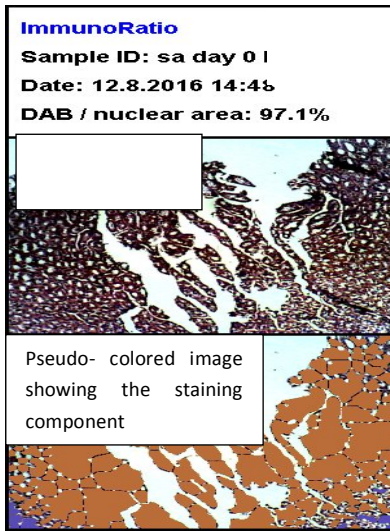 ImmunoRatio
Sample ID: sa day 0
Date: 12.8.2016 14:48
DAB / nuclear area: 97.1%
Pseudo- colored image
showing the staining
component